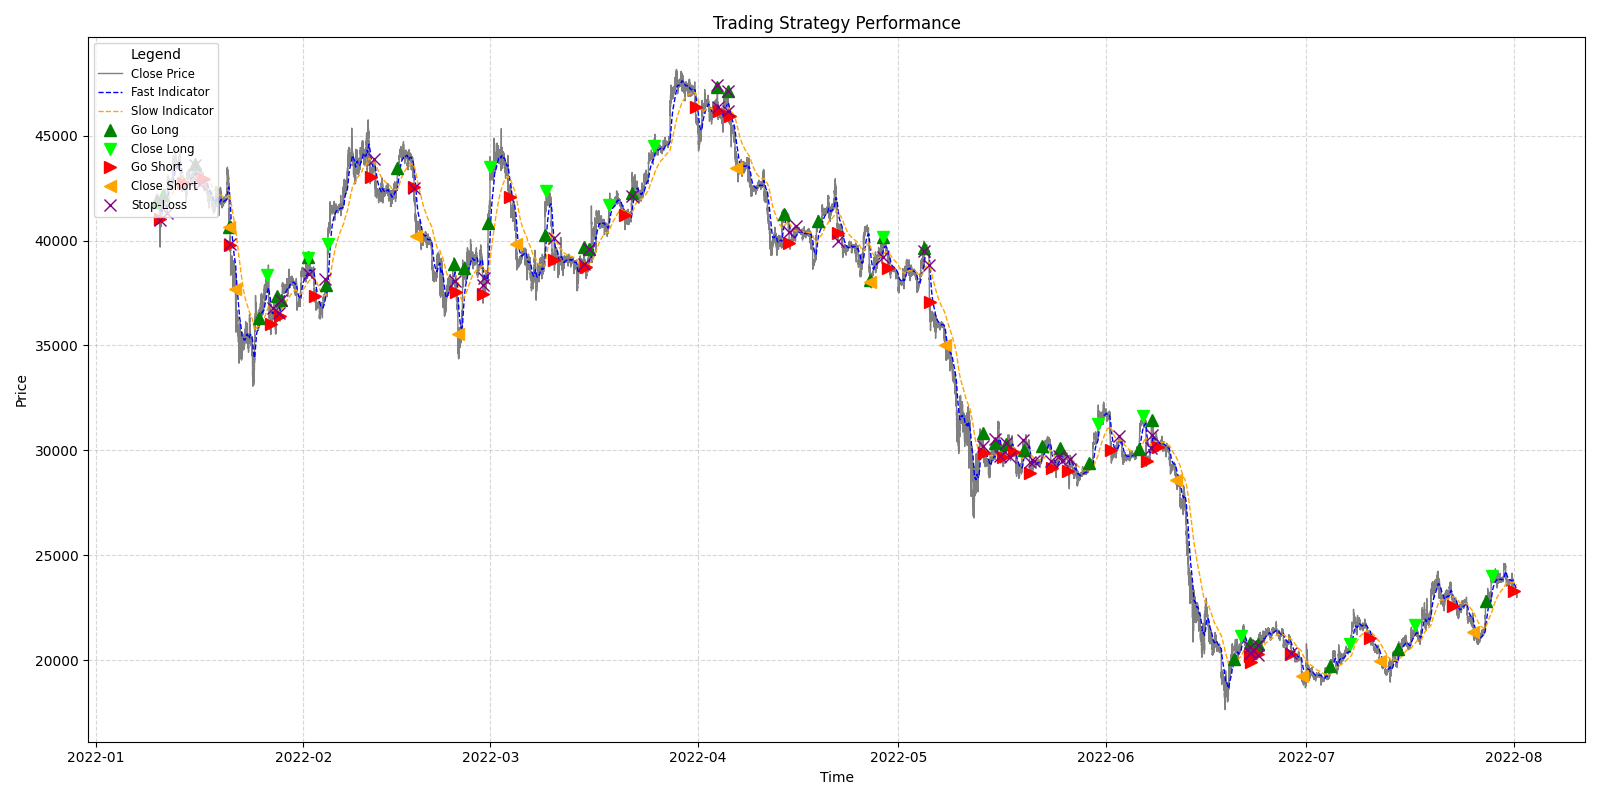 Trading Strategy Performance
Legend
Close Price
Fast Indicator
Slow Indicator
Go Long
Close Long
Go Short
Close Short
Stop-Loss
45000
40000
35000
30000
25000
20000
Price
2022-01 2022-02 2022-03 2022-04 2022-05 2022-06 2022-07 2022-08
Time